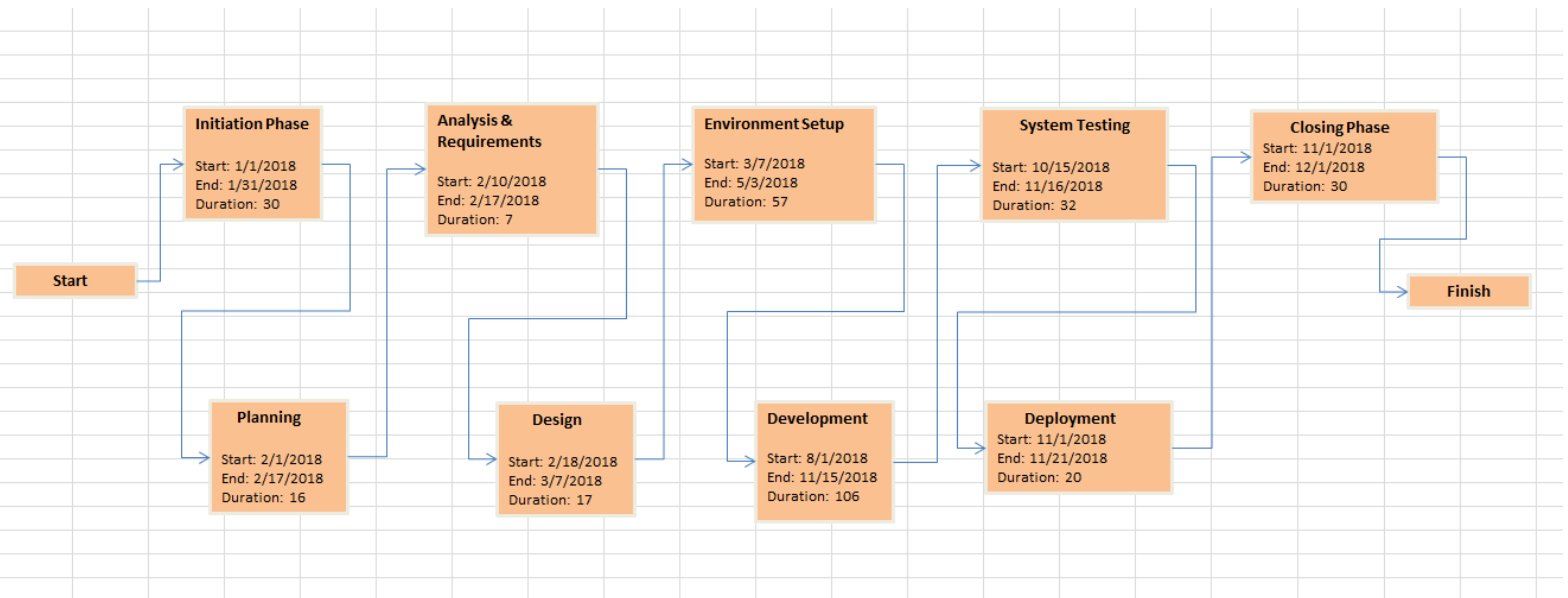 Start
Initiation Phase
Start: 1/1/2018
End: 1/31/2018
Duration: 30
Planning
Start: 2/1/2018
End: 2/17/2018
Duration: 16
Analysis &
Requirements
Start: 2/10/2018
End: 2/17/2018
Duration: 7
Design
Start: 2/18/2018
End: 3/7/2018
Duration: 17
Environment Setup
Start: 3/7/2018
End: 5/3/2018
Duration: 57
Development
Start: 8/1/2018
End: 11/15/2018
Duration: 106
System Testing
Start: 10/15/2018
End: 11/16/2018
Duration: 32
Deployment
Start: 11/1/2018
End: 11/21/2018
Duration: 20
Closing Phase
Start: 11/1/2018
End: 12/1/2018
Duration: 30
Finish